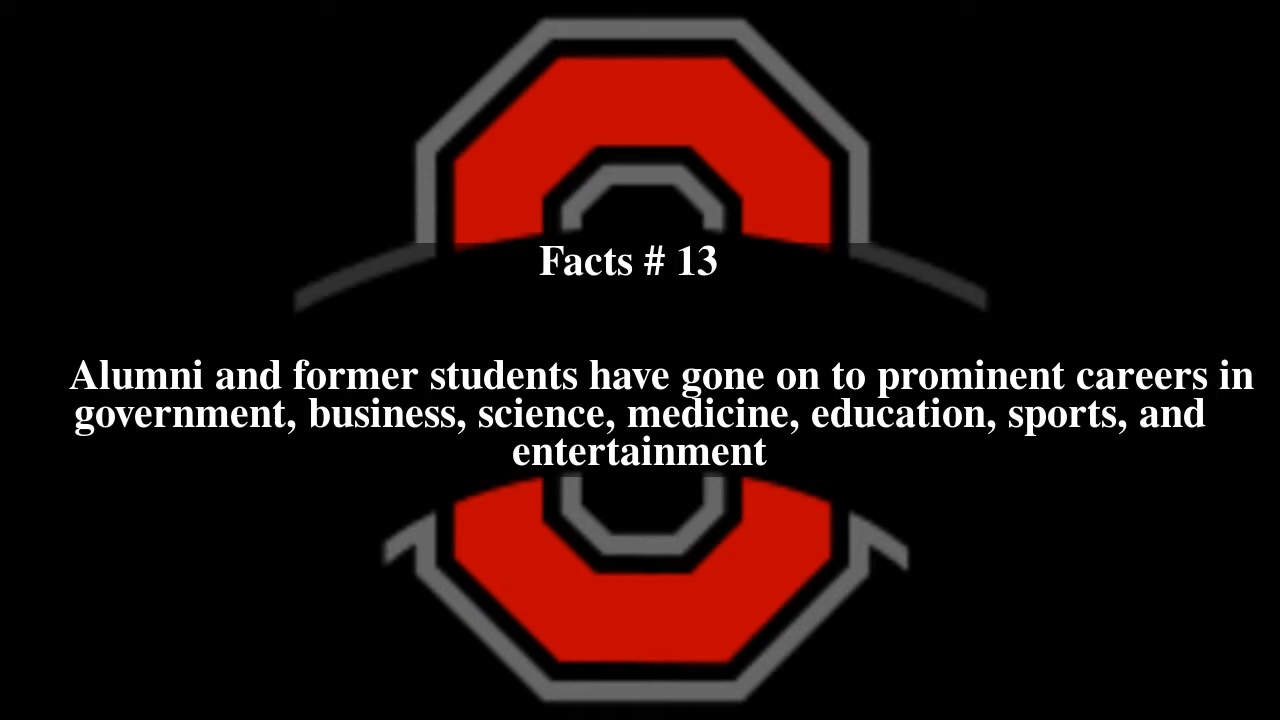 Facts # 13
Alumni and former students have gone on to prominent careers in
government, business, science, medicine, education, sports, and
entertainment